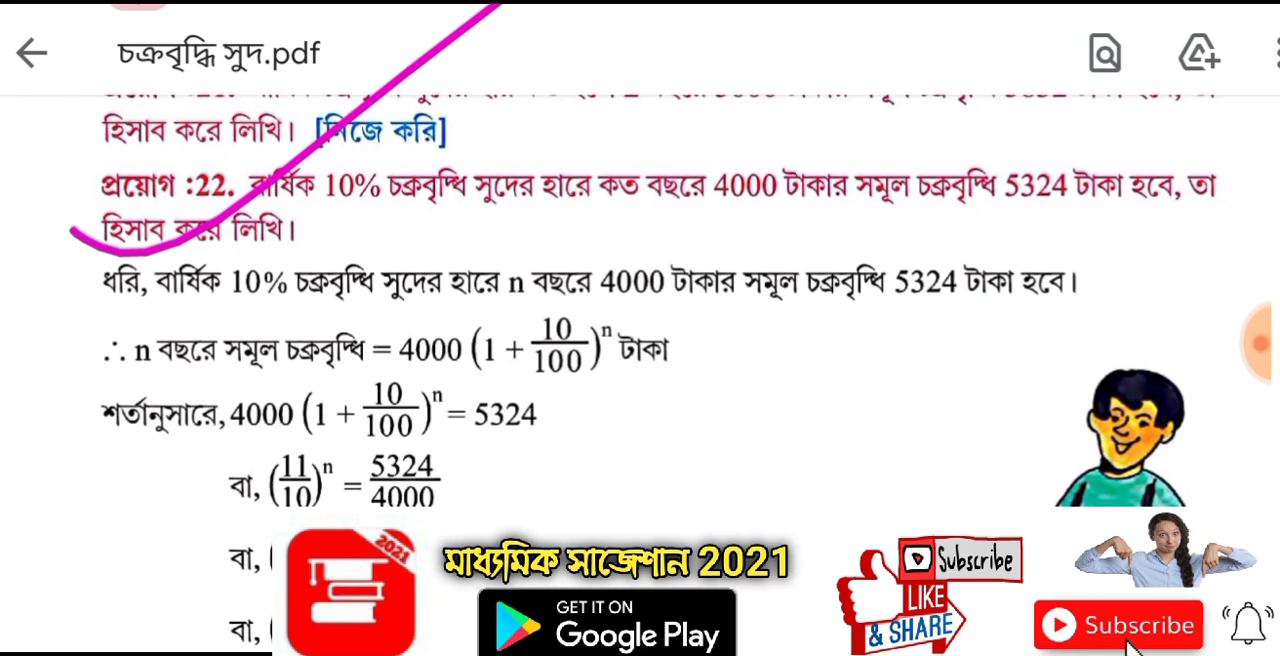 চক্রবৃদ্ধি সুদ.pdf
হিসাব করে লিখি। [নিজে করি]
প্রয়োগ :22. বার্ষিক 10% চক্রবৃদ্ধি সুদের হারে কত বছরে 4000 টাকার সমূল চক্রবৃদ্ধি 5324 টাকা হবে, তা
হিসাব করে লিখি।
ধরি, বার্ষিক 10% চক্রবৃদ্ধি সুদের হারে n বছরে 4000 টাকার সমূল চক্রবৃদ্ধি 5324 টাকা হবে।
∴ n বছরে সমূল চক্রবৃদ্ধি = 4000 (1 + 10/100)^n টাকা
শর্তানুসারে, 4000 (1 + 10/100)^n = 5324
বা, (11/10)^n = 5324/4000
বা, (
বা, (
2021
মাধ্যমিক সাজেশান 2021
GET IT ON
Google Play
Subscribe
LIKE
& SHARE
Subscribe